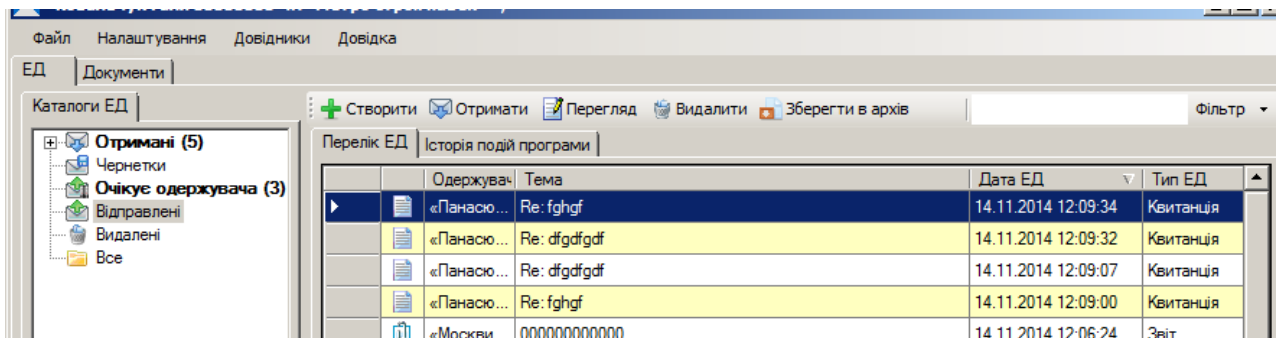 Файл Налаштування Довідники Довідка
ЕД Документи
Каталоги ЕД
Створити Отримати Перегляд Видалити Зберегти в архів Фільтр
Отримані (5)
Чернетки
Очікує одержувача (3)
Відправлені
Видалені
Все
Перелік ЕД Історія подій програми
Одержувач Тема Дата ЕД Тип ЕД
«Панасю... Re: fghgf 14.11.2014 12:09:34 Квитанція
«Панасю... Re: dfgdfgdf 14.11.2014 12:09:32 Квитанція
«Панасю... Re: dfgdfgdf 14.11.2014 12:09:07 Квитанція
«Панасю... Re: fghgf 14.11.2014 12:09:00 Квитанція
«Москви... 000000000000 14.11.2014 12:06:24 Звіт